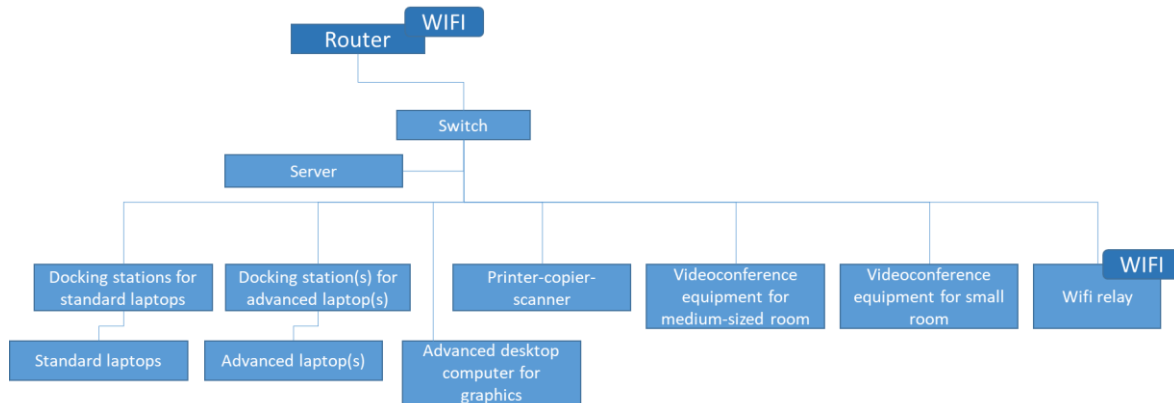 WIFI
Router
Switch
Server
Docking stations for
standard laptops
Docking station(s) for
advanced laptop(s)
Printer-copier-
scanner
Videoconference
equipment for
medium-sized room
Videoconference
equipment for small
room
WIFI
Wifi relay
Standard laptops
Advanced laptop(s)
Advanced desktop
computer for
graphics